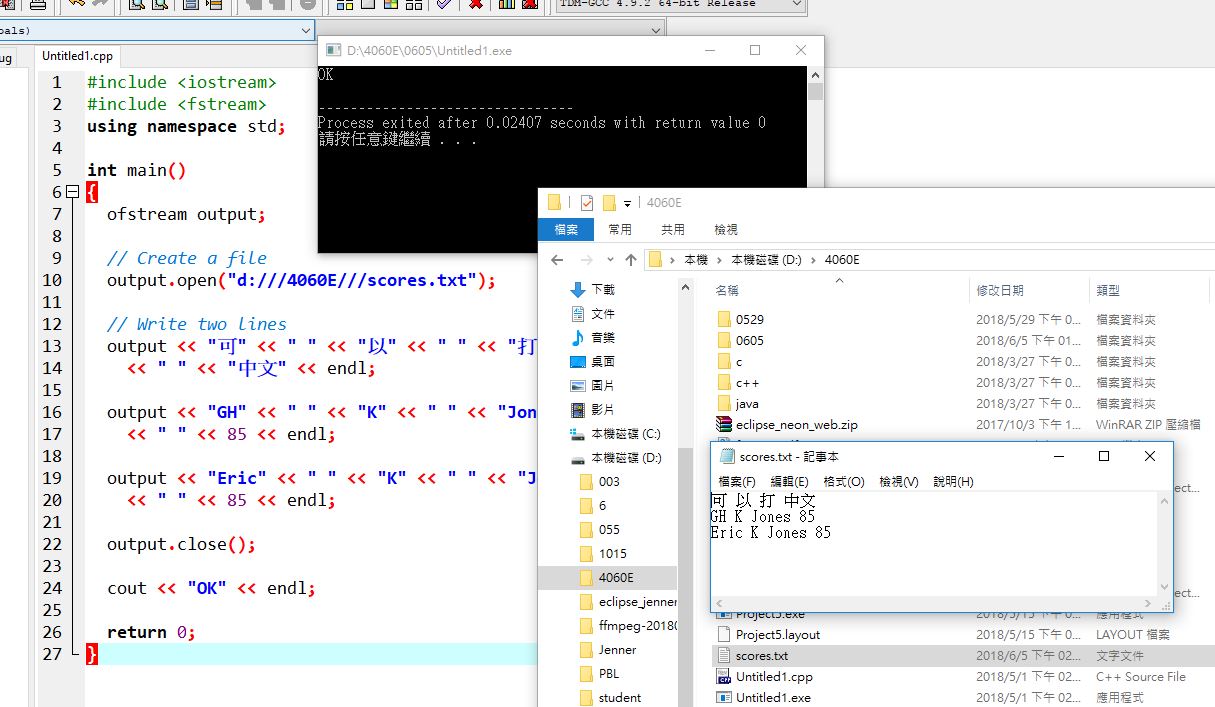 TDM-GCC 4.9.2 64-bit Release
Untitled1.cpp
1 #include <iostream>
2 #include <fstream>
3 using namespace std;
4
5 int main()
6 {
7 ofstream output;
8
9 // Create a file
10 output.open("d:///4060E///scores.txt");
11
12 // Write two lines
13 output << "可" << " " << "以" << " " << "打
14 << " " << "中文" << endl;
15
16 output << "GH" << " " << "K" << " " << "Jon
17 << " " << 85 << endl;
18
19 output << "Eric" << " " << "K" << " " << "J
20 << " " << 85 << endl;
21
22 output.close();
23
24 cout << "OK" << endl;
25
26 return 0;
27 }
D:\4060E\0605\Untitled1.exe
OK
--------------------------------
Process exited after 0.02407 seconds with return value 0
請按任意鍵繼續 . . .
4060E
檔案 常用 共用 檢視
本機 本機磁碟 (D:) 4060E
下載
文件
音樂
桌面
圖片
影片
本機磁碟 (C:)
本機磁碟 (D:)
003
6
055
1015
4060E
eclipse_jenner
ffmpeg-20180
Jenner
PBL
student
名稱 修改日期 類型
0529 2018/5/29 下午 0... 檔案資料夾
0605 2018/6/5 下午 01... 檔案資料夾
c 2018/3/27 下午 0... 檔案資料夾
c++ 2018/3/27 下午 0... 檔案資料夾
java 2018/3/27 下午 0... 檔案資料夾
eclipse_neon_web.zip 2017/10/3 下午 1... WinRAR ZIP 壓縮檔
scores.txt - 記事本
檔案(F) 編輯(E) 格式(O) 檢視(V) 說明(H)
可 以 打 中文
GH K Jones 85
Eric K Jones 85
Project5.exe 2018/5/15 下午 0... 應用程式
Project5.layout 2018/5/15 下午 0... LAYOUT 檔案
scores.txt 2018/6/5 下午 02... 文字文件
Untitled1.cpp 2018/5/1 下午 02... C++ Source File
Untitled1.exe 2018/5/1 下午 02... 應用程式